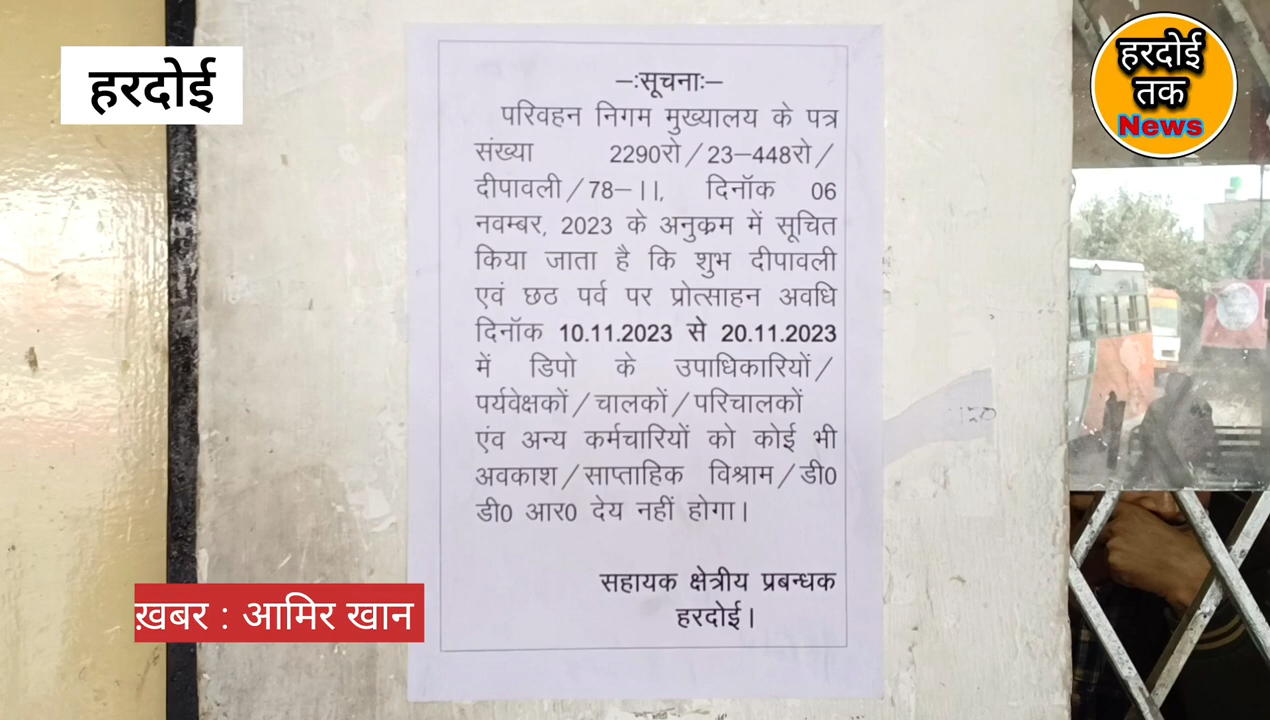 हरदोई
हरदोई
तक
News
–:सूचनाः–
परिवहन निगम मुख्यालय के पत्र
संख्या 2290रो/23–448रो/
दीपावली/78–।।, दिनॉक 06
नवम्बर, 2023 के अनुक्रम में सूचित
किया जाता है कि शुभ दीपावली
एवं छठ पर्व पर प्रोत्साहन अवधि
दिनॉक 10.11.2023 से 20.11.2023
में डिपो के उपाधिकारियों/
पर्यवेक्षकों/चालकों/परिचालकों
एंव अन्य कर्मचारियों को कोई भी
अवकाश/साप्ताहिक विश्राम/डी0
डी0 आर0 देय नहीं होगा।
सहायक क्षेत्रीय प्रबन्धक
हरदोई।
ख़बर : आमिर खान